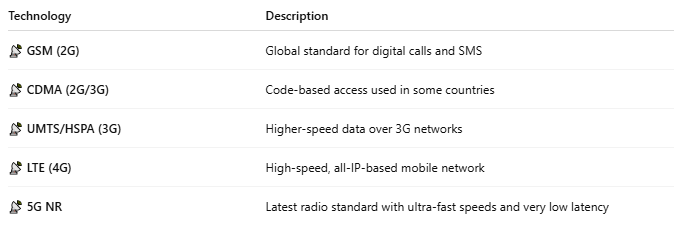 Technology Description
📡 GSM (2G) Global standard for digital calls and SMS
📡 CDMA (2G/3G) Code-based access used in some countries
📡 UMTS/HSPA (3G) Higher-speed data over 3G networks
📡 LTE (4G) High-speed, all-IP-based mobile network
📡 5G NR Latest radio standard with ultra-fast speeds and very low latency